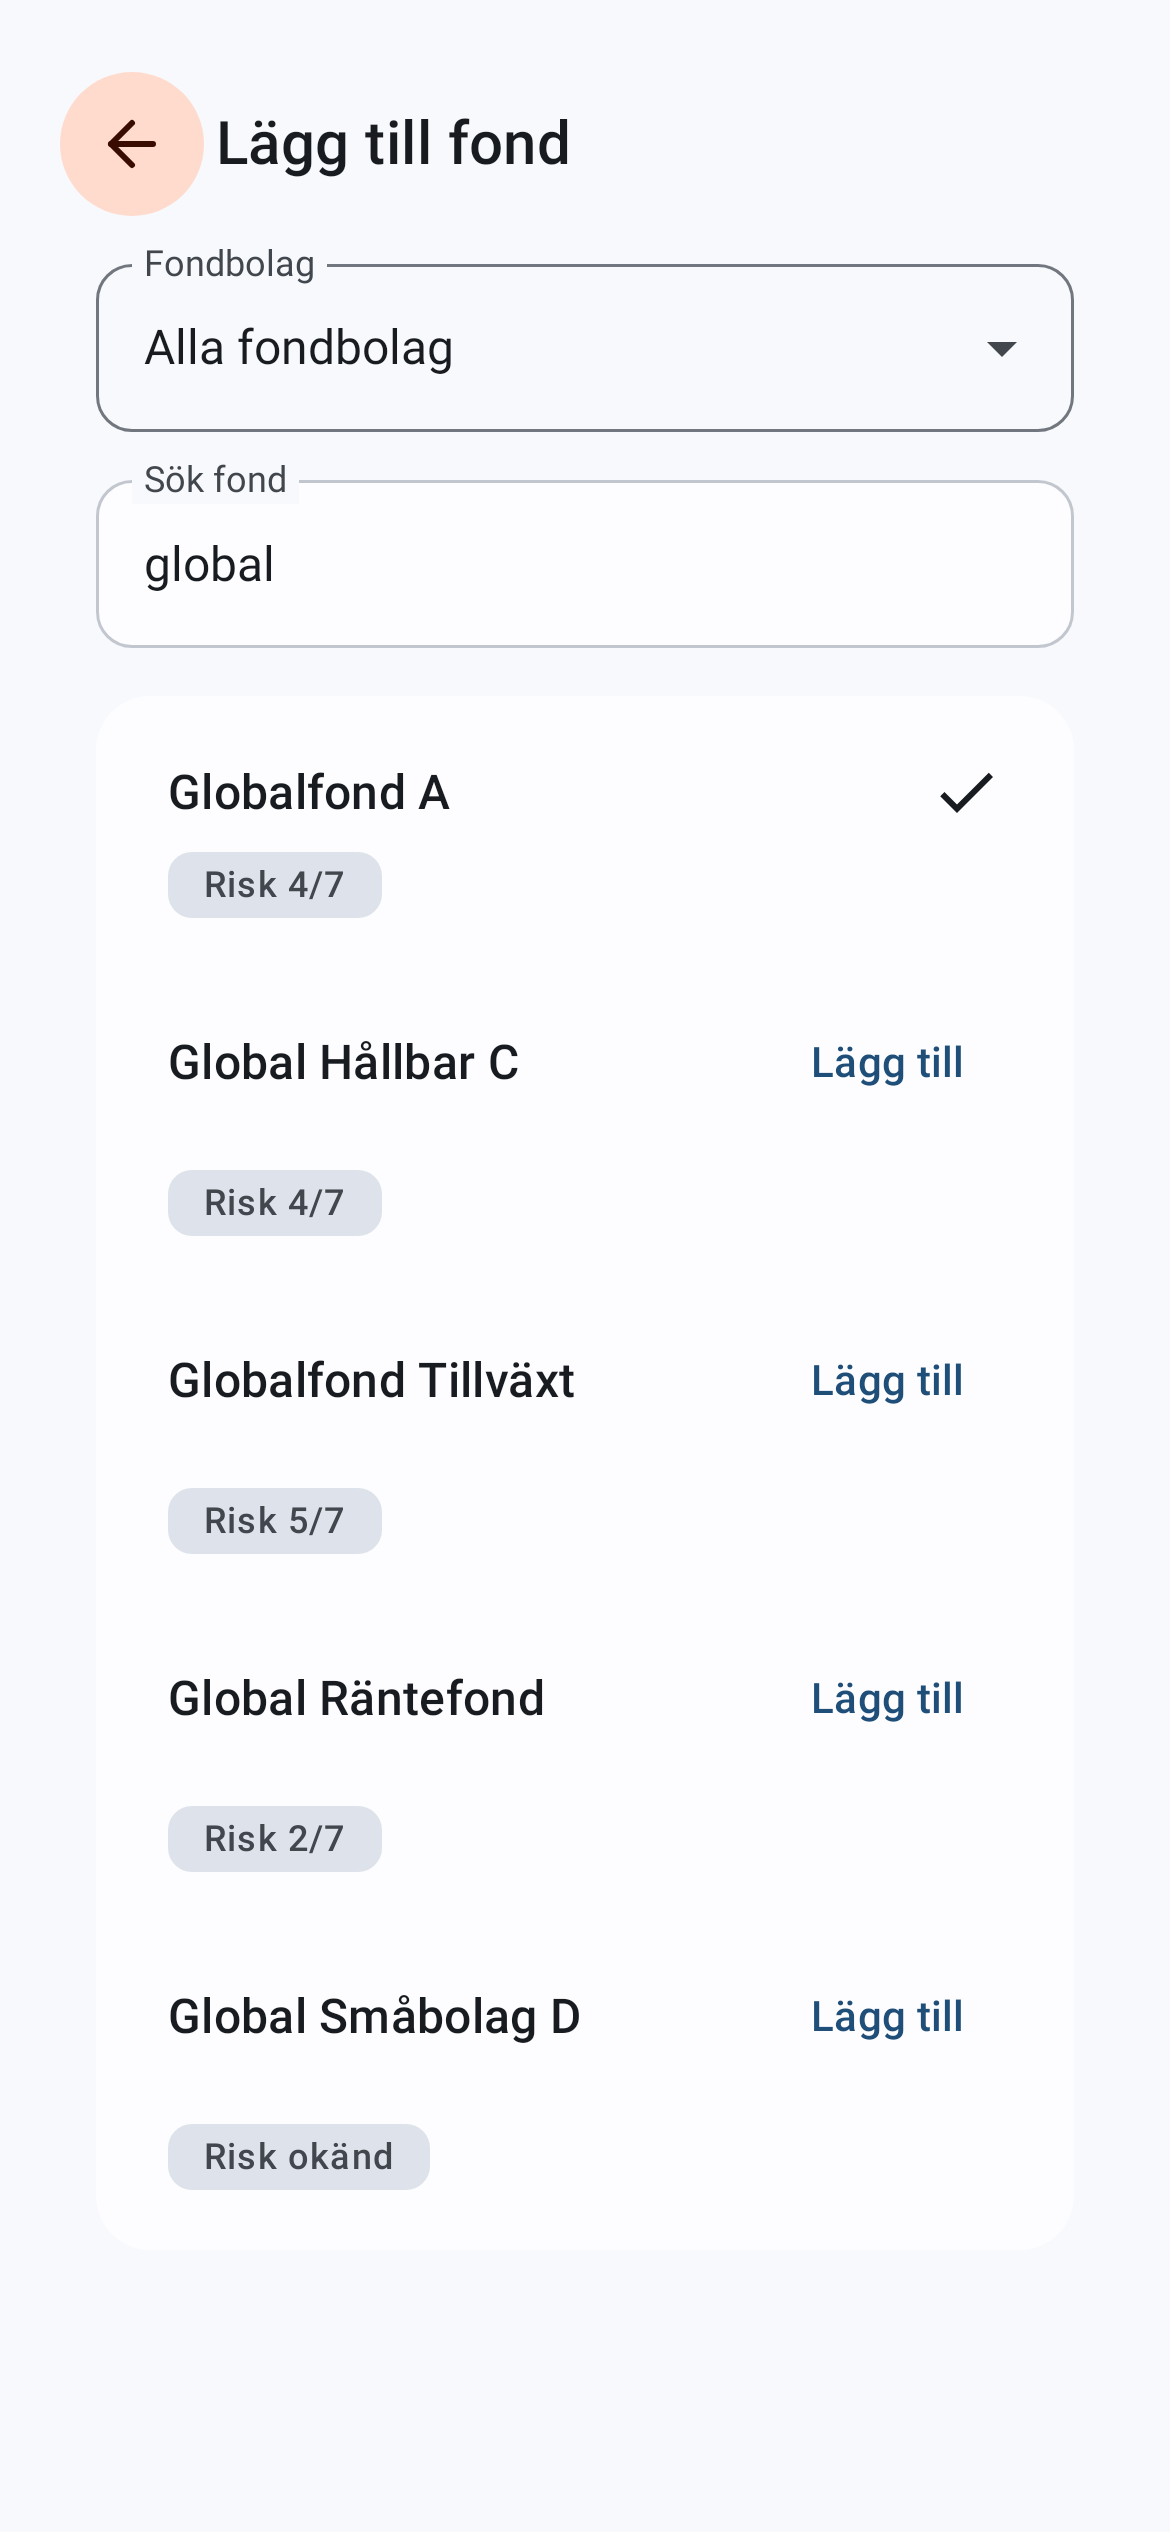 Lägg till fond
Fondbolag
Alla fondbolag
Sök fond
global
Globalfond A
Risk 4/7
Global Hållbar C
Lägg till
Risk 4/7
Globalfond Tillväxt
Lägg till
Risk 5/7
Global Räntefond
Lägg till
Risk 2/7
Global Småbolag D
Lägg till
Risk okänd